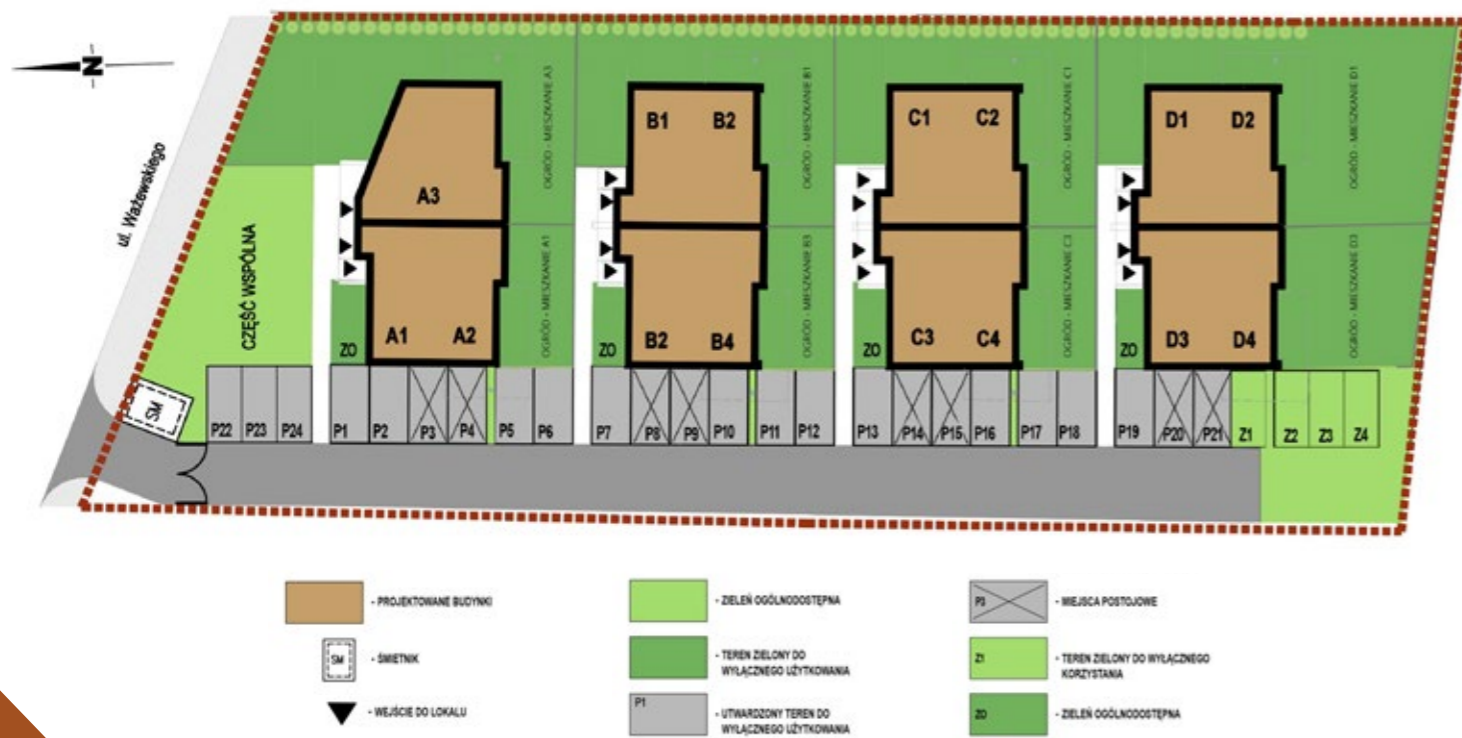 N
ul. Ważewskiego
CZĘŚĆ WSPÓLNA
SM
A3
A1 A2
OGRÓD - MIESZKANIE A3
OGRÓD - MIESZKANIE A1
ZO
B1 B2
B2 B4
OGRÓD - MIESZKANIE B1
OGRÓD - MIESZKANIE B3
ZO
C1 C2
C3 C4
OGRÓD - MIESZKANIE C1
OGRÓD - MIESZKANIE C3
ZO
D1 D2
D3 D4
OGRÓD - MIESZKANIE D1
OGRÓD - MIESZKANIE D3
ZO
P22 P23 P24 P1 P2 P3 P4 P5 P6 P7 P8 P9 P10 P11 P12 P13 P14 P15 P16 P17 P18 P19 P20 P21 Z1 Z2 Z3 Z4
- PROJEKTOWANE BUDYNKI
SM - ŚMIETNIK
- WEJŚCIE DO LOKALU
- ZIELEŃ OGÓLNODOSTĘPNA
- TEREN ZIELONY DO
WYŁĄCZNEGO UŻYTKOWANIA
P1
- UTWARDZONY TEREN DO
WYŁĄCZNEGO UŻYTKOWANIA
P3 - MIEJSCA POSTOJOWE
Z1 - TEREN ZIELONY DO WYŁĄCZNEGO
KORZYSTANIA
ZO - ZIELEŃ OGÓLNODOSTĘPNA